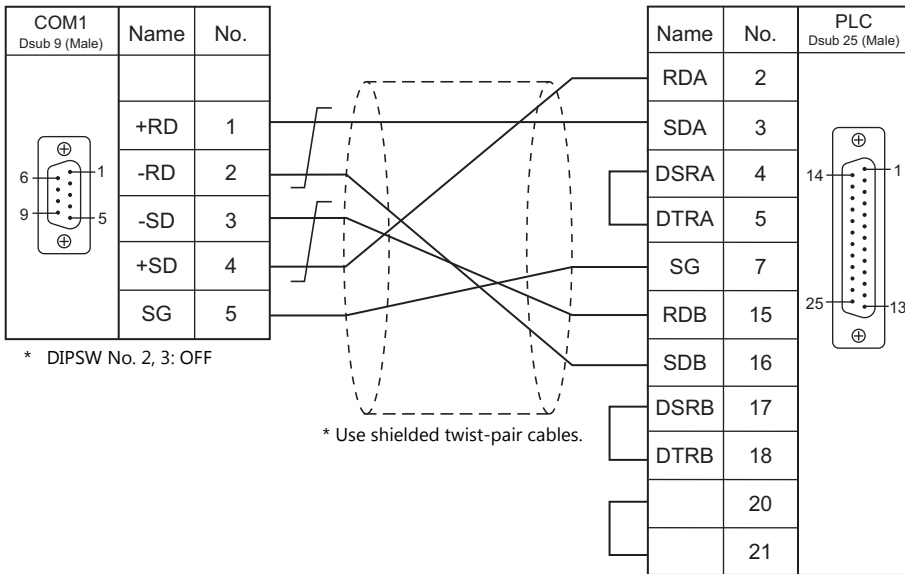 COM1
Dsub 9 (Male)
Name No.
+RD 1
-RD 2
-SD 3
+SD 4
SG 5
6 1
9 5
* DIPSW No. 2, 3: OFF
* Use shielded twist-pair cables.
Name No.
PLC
Dsub 25 (Male)
RDA 2
SDA 3
DSRA 4
DTRA 5
SG 7
RDB 15
SDB 16
DSRB 17
DTRB 18
20
21
14 1
25 13